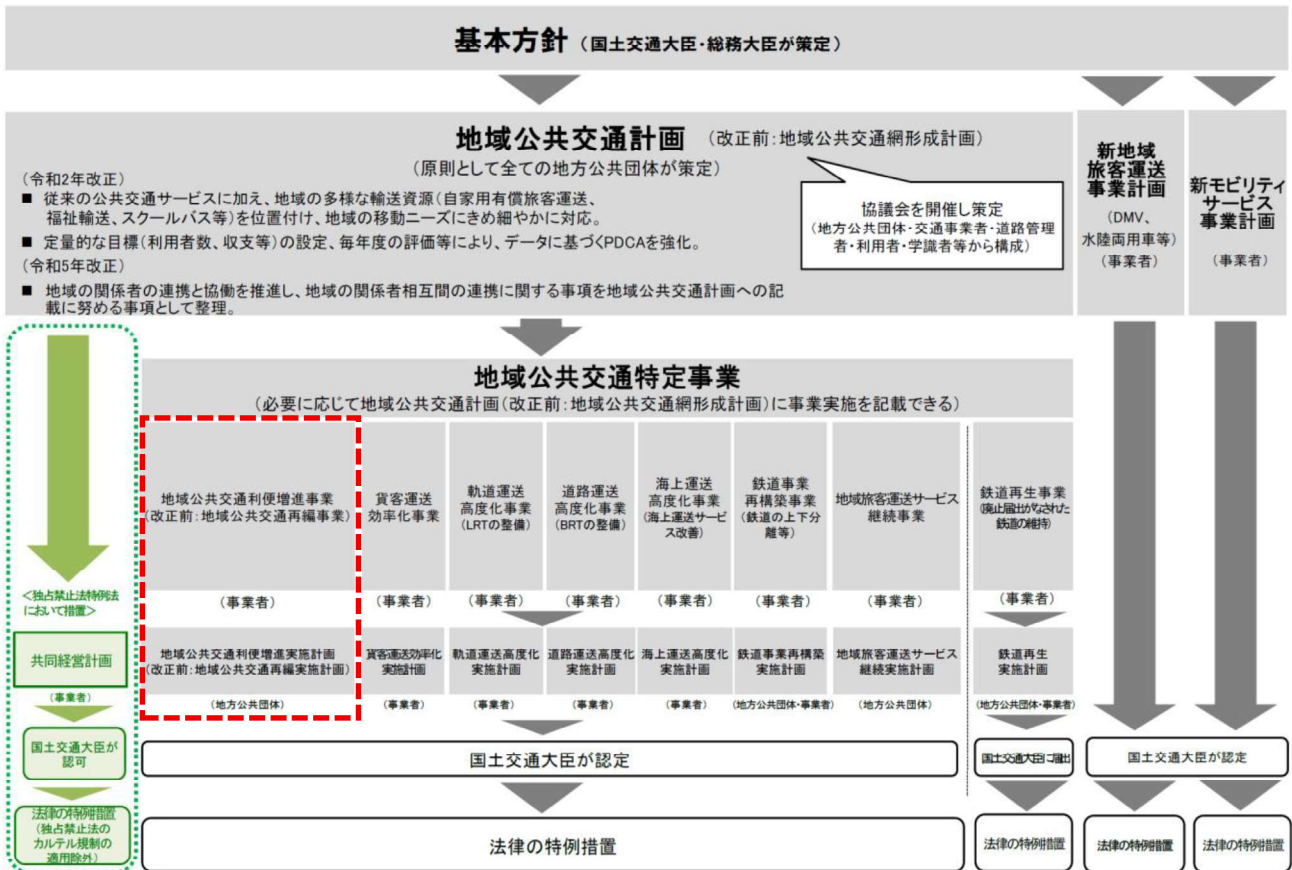 基本方針（国土交通大臣・総務大臣が策定）
地域公共交通計画（改正前：地域公共交通網形成計画）
（原則として全ての地方公共団体が策定）
（令和2年改正）
■ 従来の公共交通サービスに加え、地域の多様な輸送資源（自家用有償旅客運送、
福祉輸送、スクールバス等）を位置付け、地域の移動ニーズにきめ細やかに対応。
■ 定量的な目標（利用者数、収支等）の設定、毎年度の評価等により、データに基づくPDCAを強化。
（令和5年改正）
■ 地域の関係者の連携と協働を推進し、地域の関係者相互間の連携に関する事項を地域公共交通計画への記
載に努める事項として整理。
協議会を開催し策定
（地方公共団体・交通事業者・道路管理
者・利用者・学識者等から構成）
新地域
旅客運送
事業計画
（DMV、
水陸両用車等）
（事業者）
新モビリティ
サービス
事業計画
（事業者）
地域公共交通特定事業
（必要に応じて地域公共交通計画（改正前：地域公共交通網形成計画）に事業実施を記載できる）
地域公共交通利便増進事業
（改正前：地域公共交通再編事業）
（事業者）
貨客運送
効率化事業
（事業者）
軌道運送
高度化事業
（LRTの整備）
（事業者）
道路運送
高度化事業
（BRTの整備）
（事業者）
海上運送
高度化事業
（海上運送サービ
ス改善）
（事業者）
鉄道事業
再構築事業
（鉄道の上下分
離等）
（事業者）
地域旅客運送サービス
継続事業
（事業者）
鉄道再生事業
（廃止届出がなされた
鉄道の維持）
（事業者）
地域公共交通利便増進実施計画
（改正前：地域公共交通再編実施計画）
（地方公共団体）
貨客運送効率化
実施計画
（事業者）
軌道運送高度化
実施計画
（事業者）
道路運送高度化
実施計画
（事業者）
海上運送高度化
実施計画
（事業者）
鉄道事業再構築
実施計画
（地方公共団体・事業者）
地域旅客運送サービス
継続実施計画
（地方公共団体）
鉄道再生
実施計画
（地方公共団体・事業者）
＜独占禁止法特例法
において措置＞
共同経営計画
（事業者）
国土交通大臣が
認可
法律の特例措置
（独占禁止法の
カルテル規制の
適用除外）
国土交通大臣が認定
国土交通大臣に届出
国土交通大臣が認定
法律の特例措置
法律の特例措置
法律の特例措置
法律の特例措置